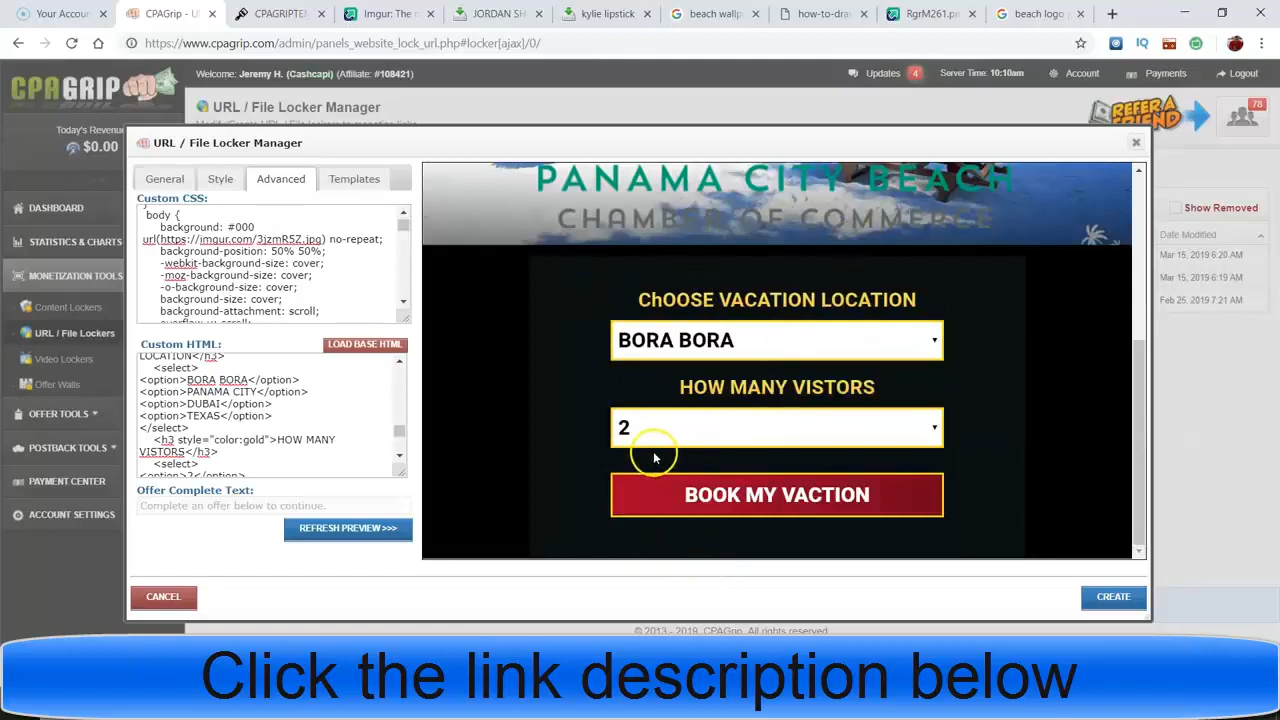 Your Accoun
CPAGrip - U
CPAGRIPTEN
Imgur: The m
JORDAN SH
kylie lipstick
beach wallp
how-to-drav
RgrM261.pn
beach logo p
https://www.cpagrip.com/admin/panels_website_lock_url.php#locker[ajax]/0/
CPAGRIP
Welcome: Jeremy H. (Cashcapi) (Affiliate: #108421)
Updates 4
Server Time: 10:10am
Account
Payments
Logout
URL / File Locker Manager
REFER A FRIEND
78
Today's Revenue
$0.00
URL / File Locker Manager
General
Style
Advanced
Templates
DASHBOARD
STATISTICS & CHARTS
MONETIZATION TOOLS
Content Lockers
URL / File Lockers
Video Lockers
Offer Walls
OFFER TOOLS
POSTBACK TOOLS
PAYMENT CENTER
ACCOUNT SETTINGS
Custom CSS:
body {
background: #000
url(https://imgur.com/3jzmR5Z.jpg) no-repeat;
background-position: 50% 50%;
-webkit-background-size: cover;
-moz-background-size: cover;
-o-background-size: cover;
background-size: cover;
background-attachment: scroll;
Custom HTML:
LOAD BASE HTML
LOCATION</h3>
<select>
<option>BORA BORA</option>
<option>PANAMA CITY</option>
<option>DUBAI</option>
<option>TEXAS</option>
</select>
<h3 style="color:gold">HOW MANY
VISTORS</h3>
<select>
<option>2</option>
Offer Complete Text:
Complete an offer below to continue.
REFRESH PREVIEW >>>
PANAMA CITY BEACH
CHAMBER OF COMMERCE
ChOOSE VACATION LOCATION
BORA BORA
HOW MANY VISTORS
2
BOOK MY VACTION
CANCEL
CREATE
Show Removed
Date Modified
Mar 15, 2019 6:20 AM
Mar 15, 2019 6:19 AM
Feb 25, 2019 7:21 AM
© 2013 - 2019. CPAGrip. All rights reserved
Click the link description below